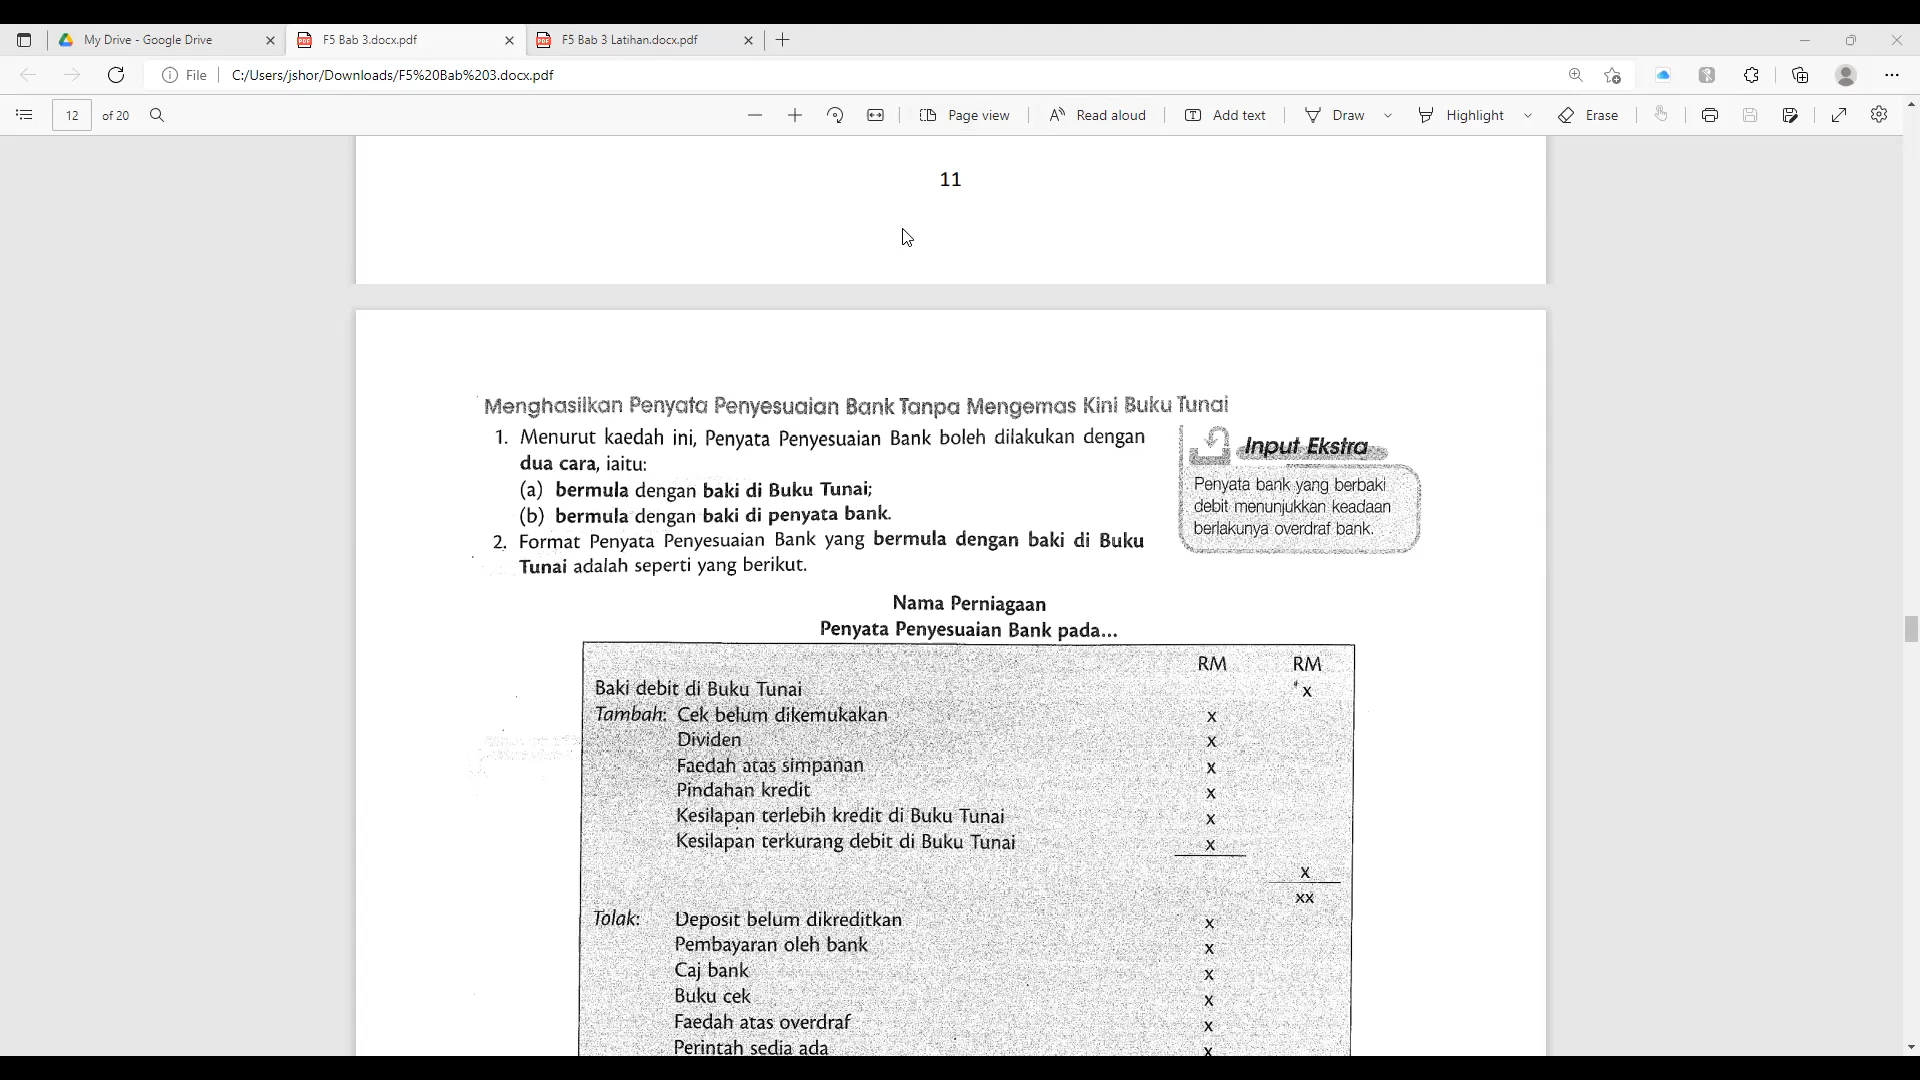 My Drive - Google Drive
F5 Bab 3.docx.pdf
F5 Bab 3 Latihan.docx.pdf
File
C:/Users/jshor/Downloads/F5%20Bab%203.docx.pdf
12 of 20
Page view
Read aloud
Add text
Draw
Highlight
Erase
11
Menghasilkan Penyata Penyesuaian Bank Tanpa Mengemas Kini Buku Tunai
1. Menurut kaedah ini, Penyata Penyesuaian Bank boleh dilakukan dengan
dua cara, iaitu:
(a) bermula dengan baki di Buku Tunai;
(b) bermula dengan baki di penyata bank.
2. Format Penyata Penyesuaian Bank yang bermula dengan baki di Buku
Tunai adalah seperti yang berikut.
Input Ekstra
Penyata bank yang berbaki
debit menunjukkan keadaan
berlakunya overdraf bank.
Nama Perniagaan
Penyata Penyesuaian Bank pada...
RM RM
Baki debit di Buku Tunai x
Tambah: Cek belum dikemukakan x
Dividen x
Faedah atas simpanan x
Pindahan kredit x
Kesilapan terlebih kredit di Buku Tunai x
Kesilapan terkurang debit di Buku Tunai x
x
xx
Tolak: Deposit belum dikreditkan x
Pembayaran oleh bank x
Caj bank x
Buku cek x
Faedah atas overdraf x
Perintah sedia ada x